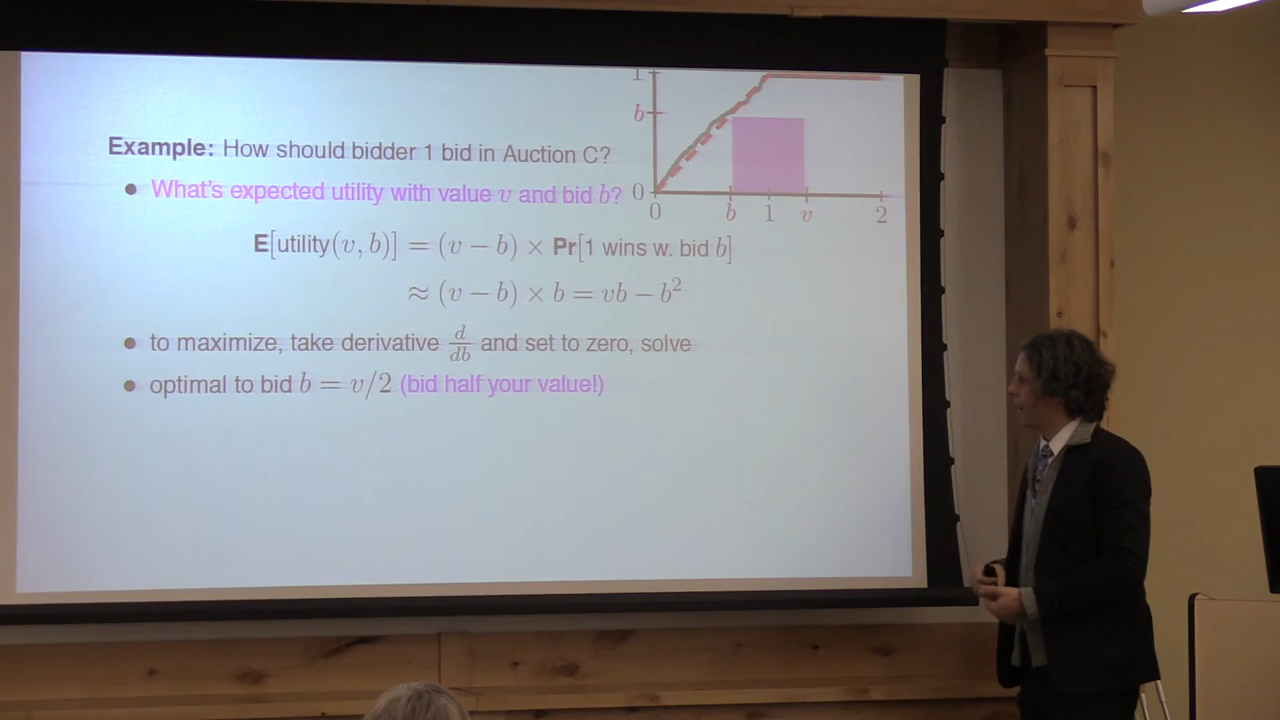 1
b
0
0 b 1 v 2
Example: How should bidder 1 bid in Auction C?
• What's expected utility with value v and bid b?
E[utility(v, b)] = (v − b) × Pr[1 wins w. bid b]
≈ (v − b) × b = vb − b²
• to maximize, take derivative d/db and set to zero, solve
• optimal to bid b = v/2 (bid half your value!)